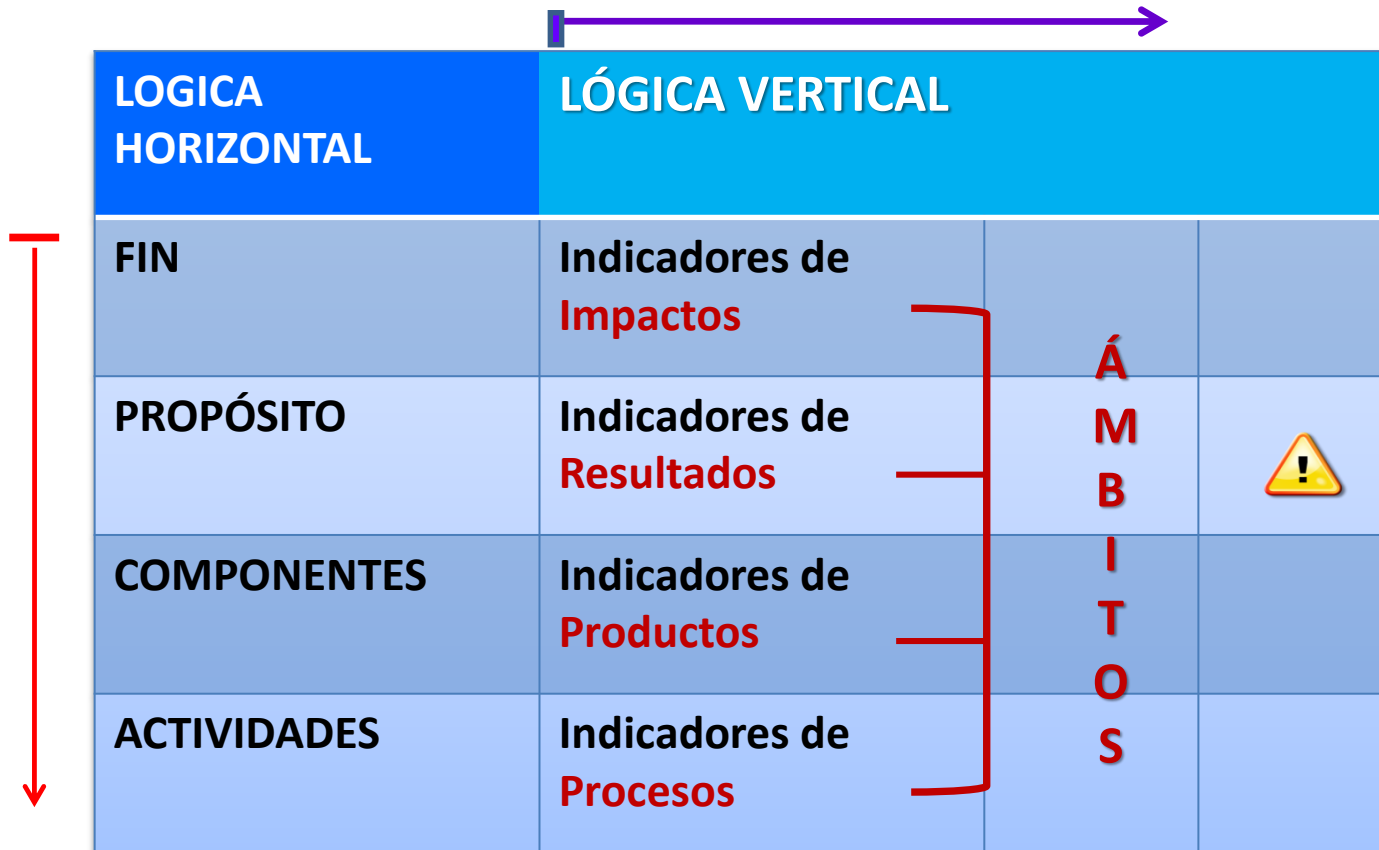 LOGICA
HORIZONTAL
LÓGICA VERTICAL
FIN
Indicadores de
Impactos
PROPÓSITO
Indicadores de
Resultados
COMPONENTES
Indicadores de
Productos
ACTIVIDADES
Indicadores de
Procesos
Á
M
B
I
T
O
S
!